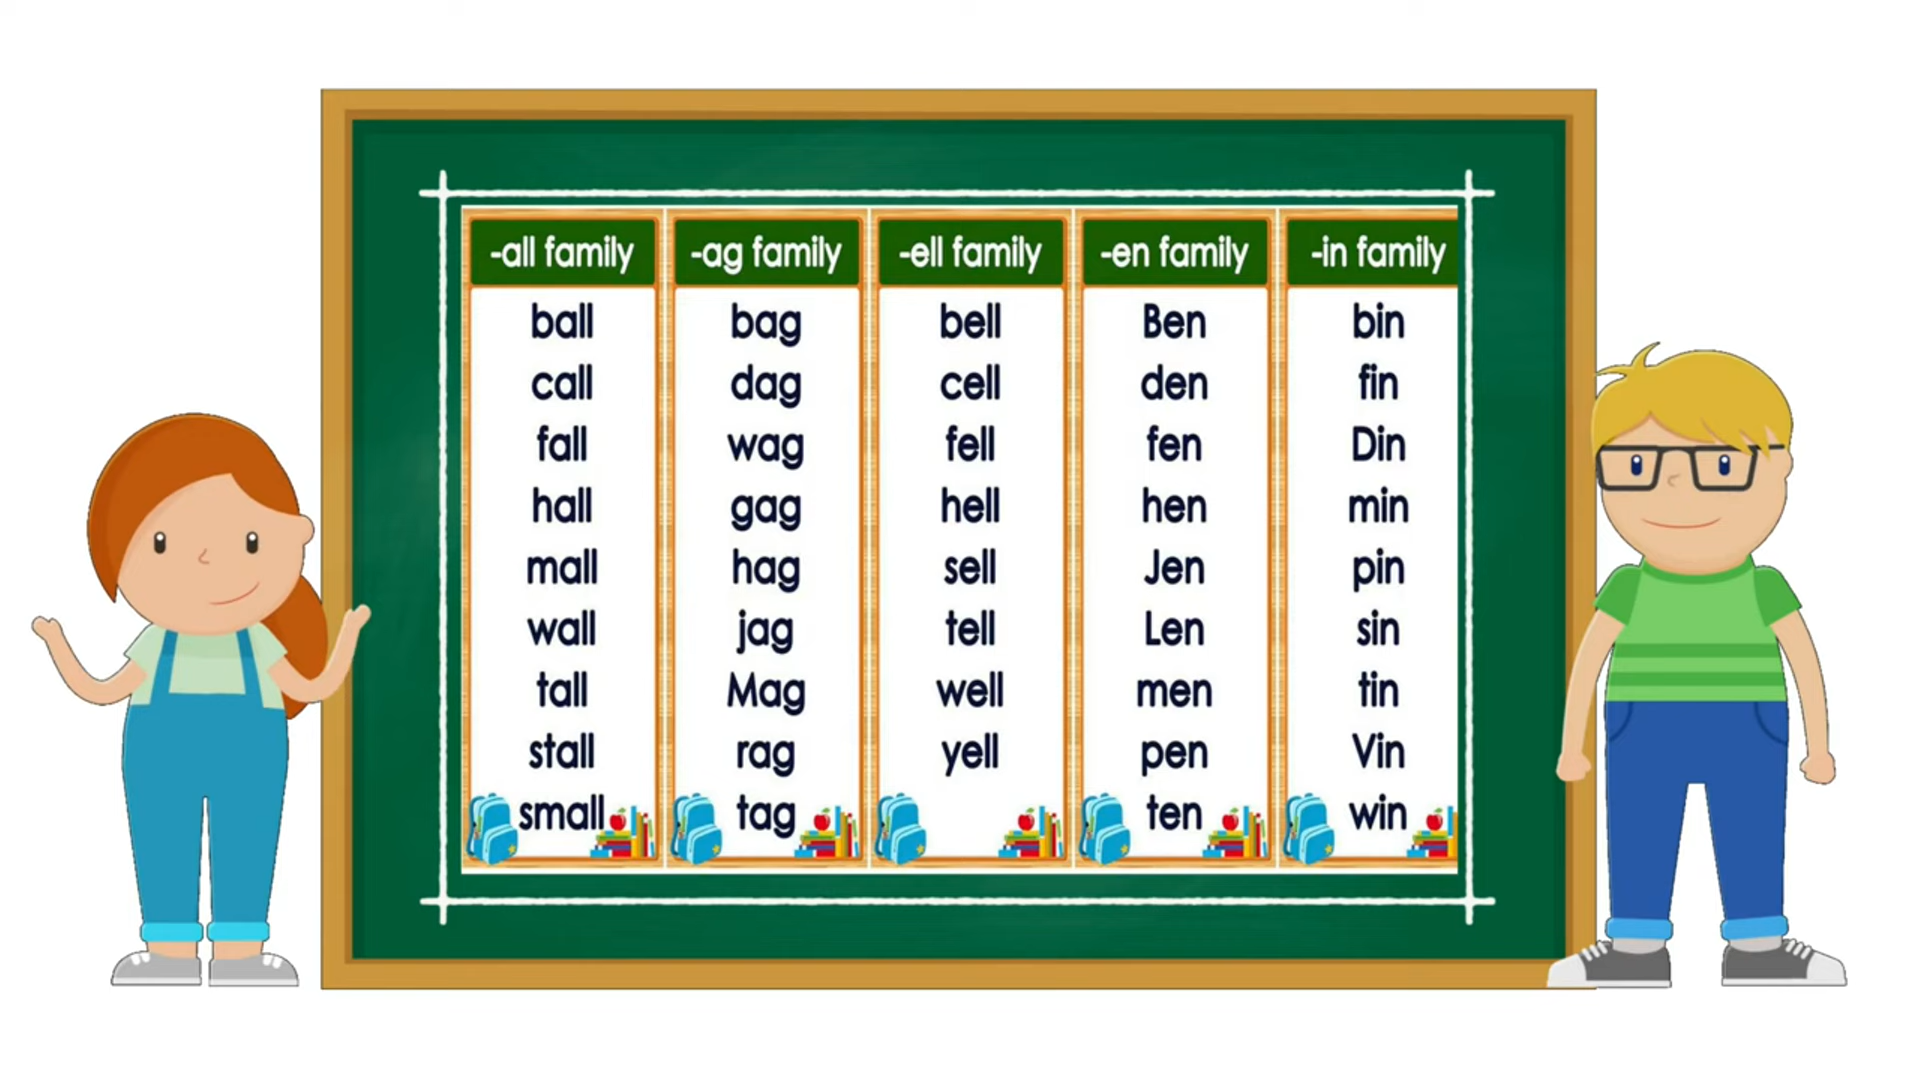 -all family
ball
call
fall
hall
mall
wall
tall
stall
small
-ag family
bag
dag
wag
gag
hag
jag
Mag
rag
tag
-ell family
bell
cell
fell
hell
sell
tell
well
yell
-en family
Ben
den
fen
hen
Jen
Len
men
pen
ten
-in family
bin
fin
Din
min
pin
sin
tin
Vin
win